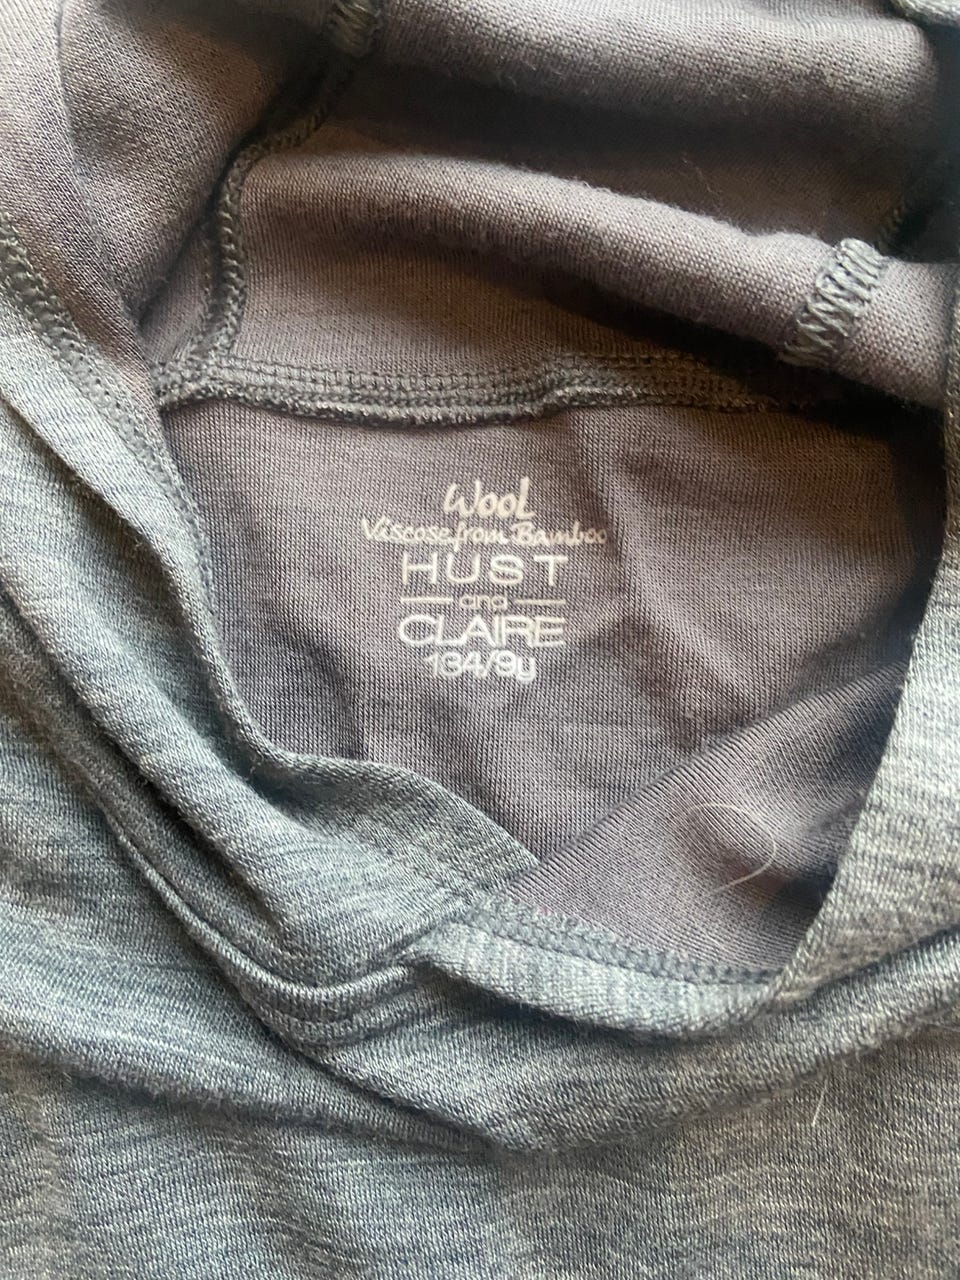 Wool
Viscose from Bamboo
HUST
and
CLAIRE
134/9y